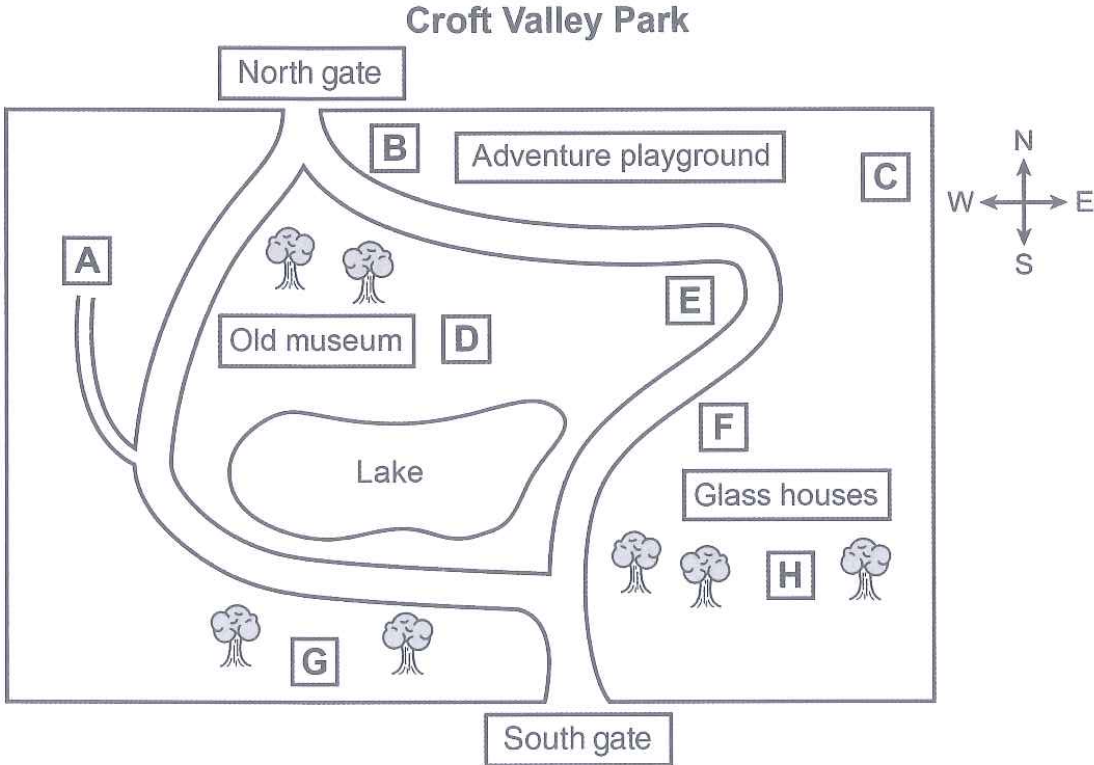 Croft Valley Park
North gate
B
Adventure playground
C
N
W
E
S
A
E
Old museum
D
F
Lake
Glass houses
H
G
South gate